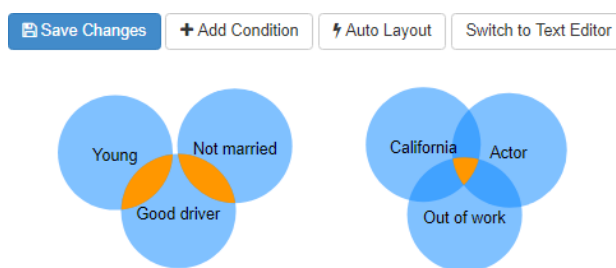 Save Changes
Add Condition
Auto Layout
Switch to Text Editor
Young
Not married
Good driver
California
Actor
Out of work